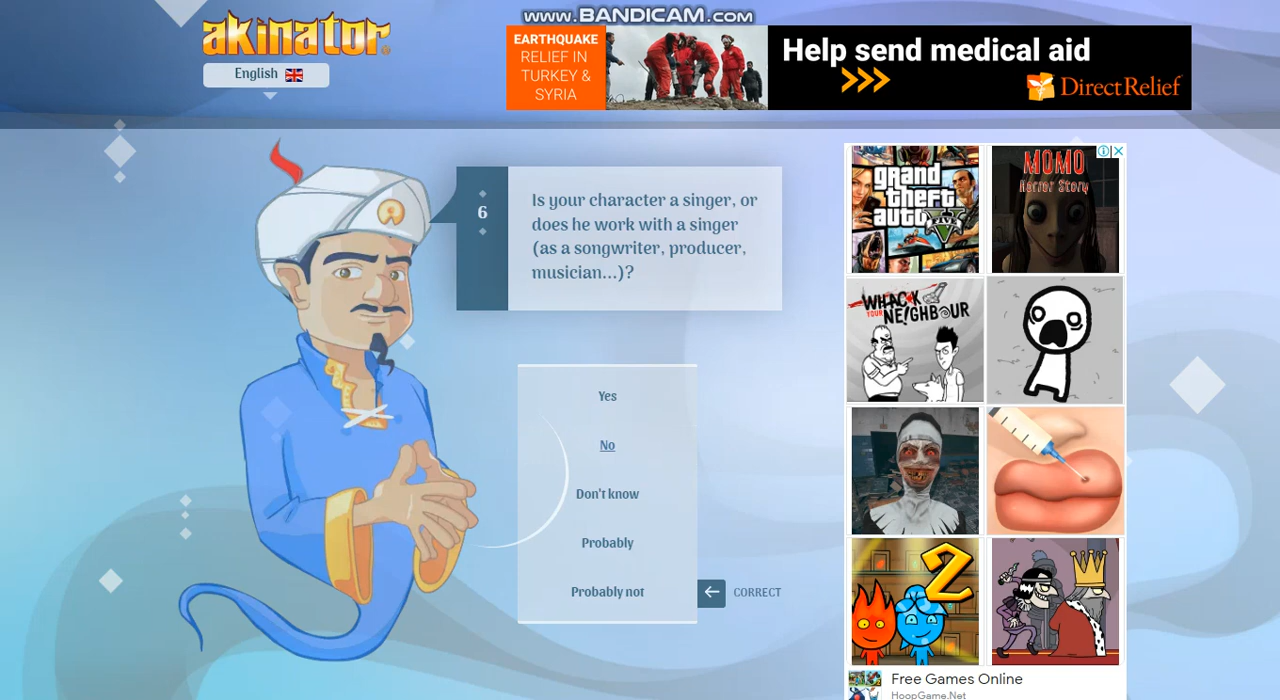 www.BANDICAM.com
akinator
English
EARTHQUAKE
RELIEF IN
TURKEY &
SYRIA
Help send medical aid
DirectRelief
6
Is your character a singer, or
does he work with a singer
(as a songwriter, producer,
musician...)?
Yes
No
Don't know
Probably
Probably not
CORRECT
grand
theft
auto
FIVE
MOMO
Horror Story
WHACK
YOUR
NEIGHBOUR
2
Free Games Online
HoopGame.Net